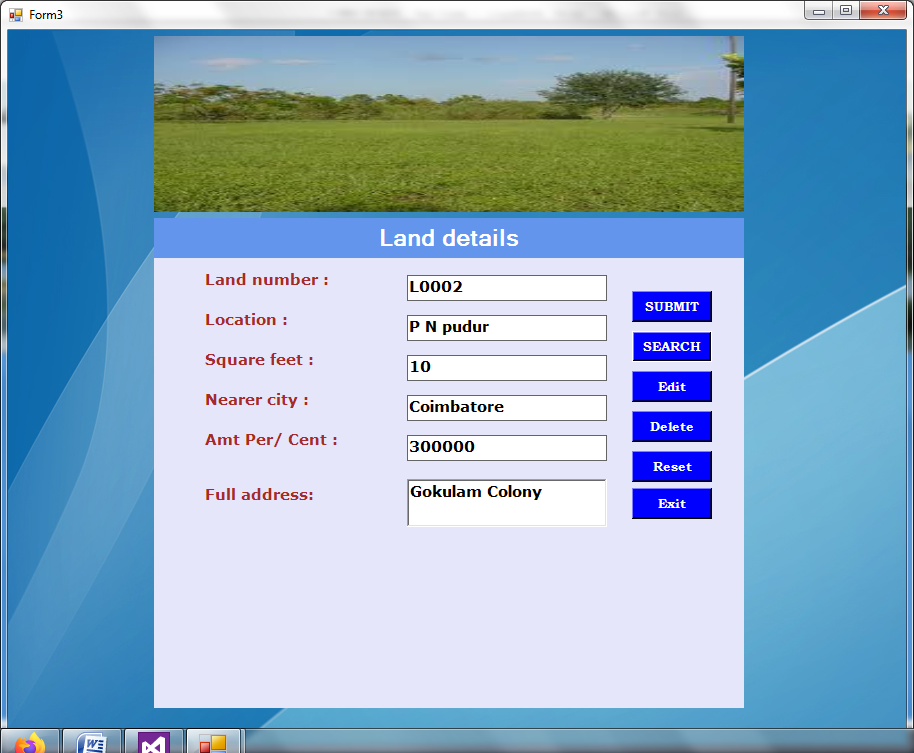 Form3
Land details
Land number :
L0002
SUBMIT
Location :
P N pudur
SEARCH
Square feet :
10
Edit
Nearer city :
Coimbatore
Delete
Amt Per/ Cent :
300000
Reset
Full address:
Gokulam Colony
Exit